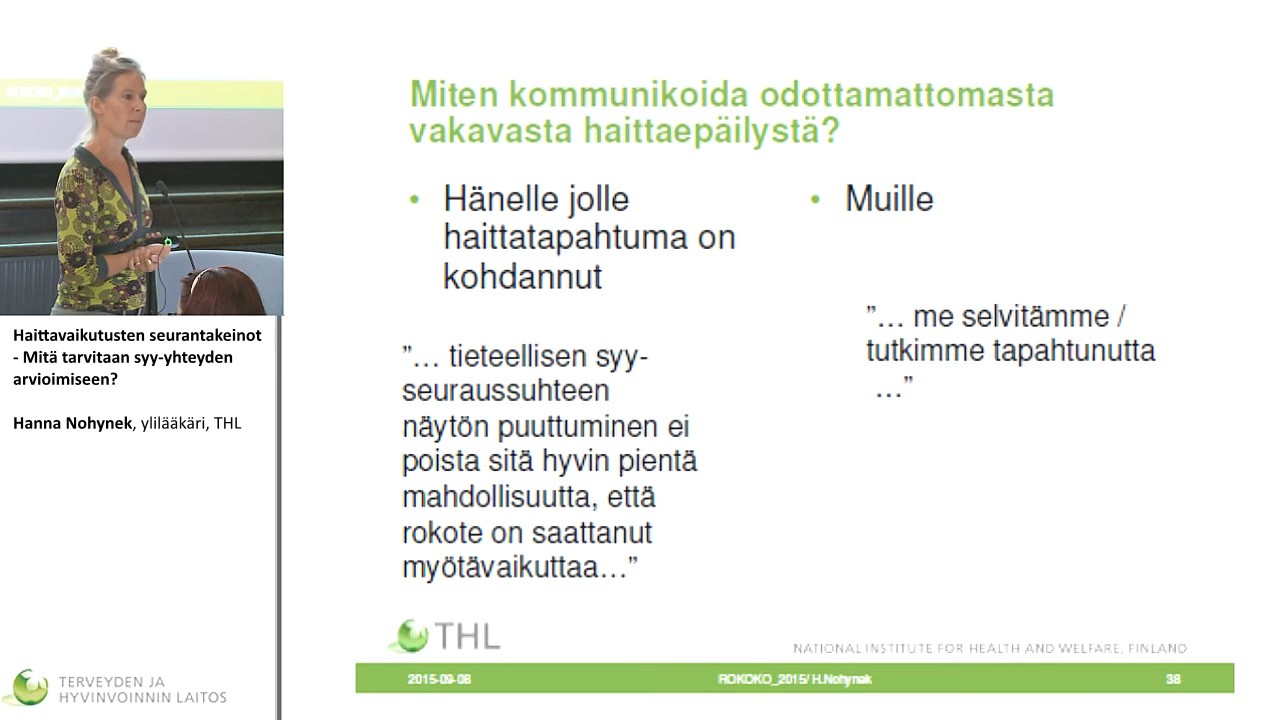 Miten kommunikoida odottamattomasta
vakavasta haittaepäilystä?
• Hänelle jolle
haittatapahtuma on
kohdannut
”… tieteellisen syy-
seuraussuhteen
näytön puuttuminen ei
poista sitä hyvin pientä
mahdollisuutta, että
rokote on saattanut
myötävaikuttaa…”
• Muille
”… me selvitämme /
tutkimme tapahtunutta
…”
Haittavaikutusten seurantakeinot
- Mitä tarvitaan syy-yhteyden
arvioimiseen?
Hanna Nohynek, ylilääkäri, THL
TERVEYDEN JA
HYVINVOINNIN LAITOS
THL
NATIONAL INSTITUTE FOR HEALTH AND WELFARE, FINLAND
2015-09-08 ROKOKO_2015/ H.Nohynek 38